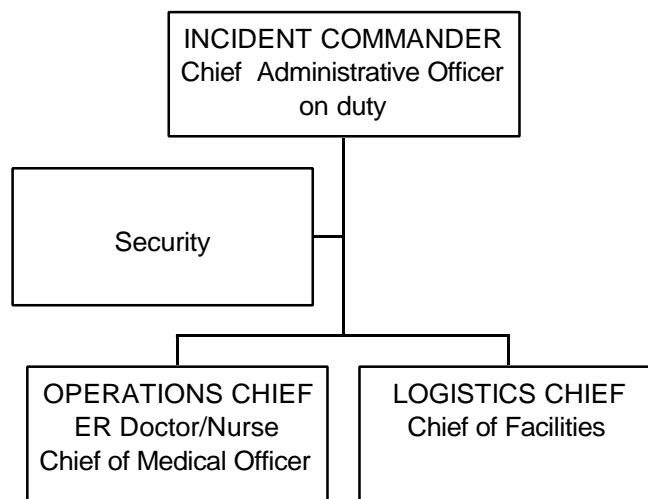 INCIDENT COMMANDER
Chief Administrative Officer
on duty
Security
OPERATIONS CHIEF
ER Doctor/Nurse
Chief of Medical Officer
LOGISTICS CHIEF
Chief of Facilities